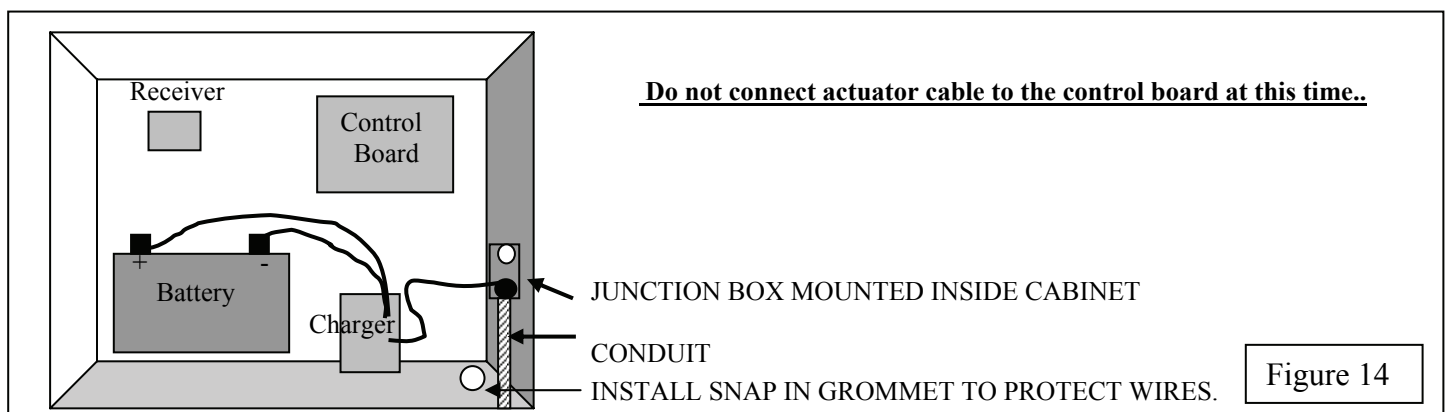 Receiver
Control
Board
Do not connect actuator cable to the control board at this time..
+
-
Battery
Charger
JUNCTION BOX MOUNTED INSIDE CABINET
CONDUIT
INSTALL SNAP IN GROMMET TO PROTECT WIRES.
Figure 14